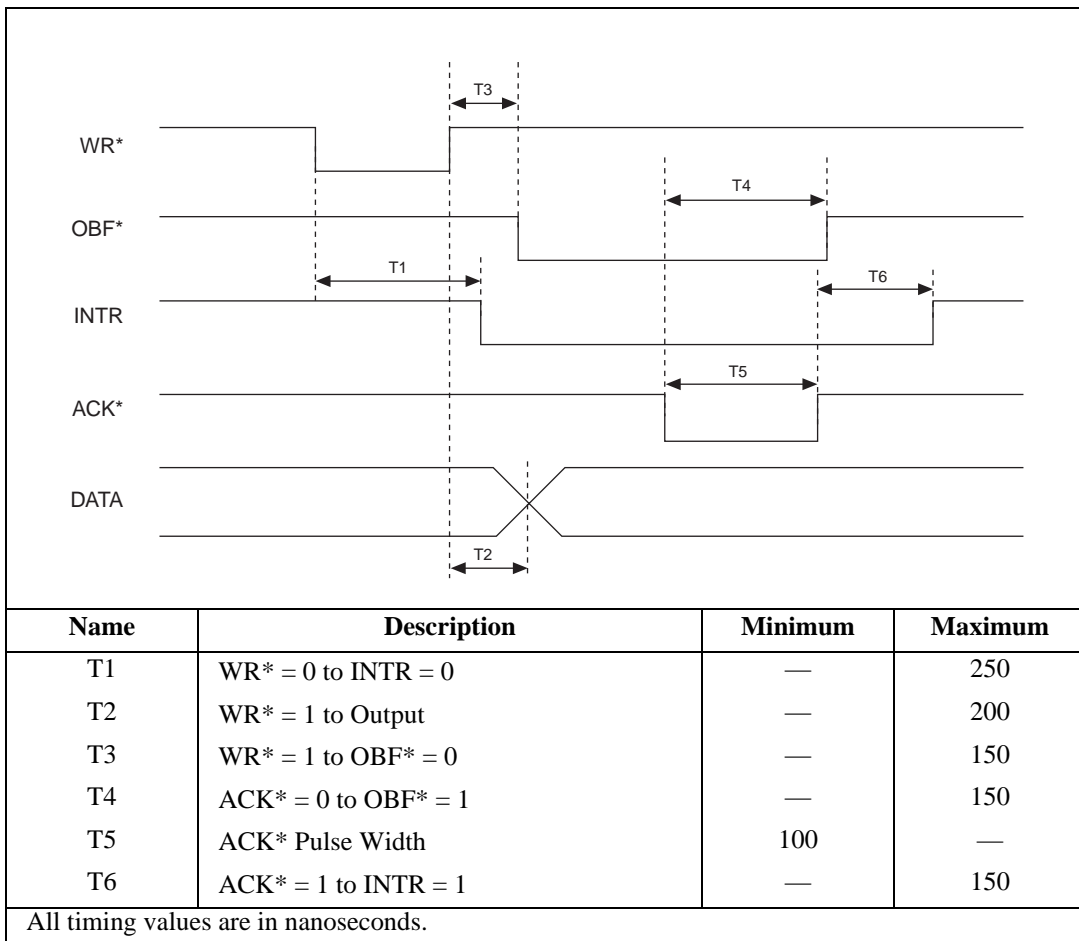 T3
WR*
T4
OBF*
T1
T6
INTR
T5
ACK*
DATA
T2
Name Description Minimum Maximum
T1 WR* = 0 to INTR = 0 — 250
T2 WR* = 1 to Output — 200
T3 WR* = 1 to OBF* = 0 — 150
T4 ACK* = 0 to OBF* = 1 — 150
T5 ACK* Pulse Width 100 —
T6 ACK* = 1 to INTR = 1 — 150
All timing values are in nanoseconds.